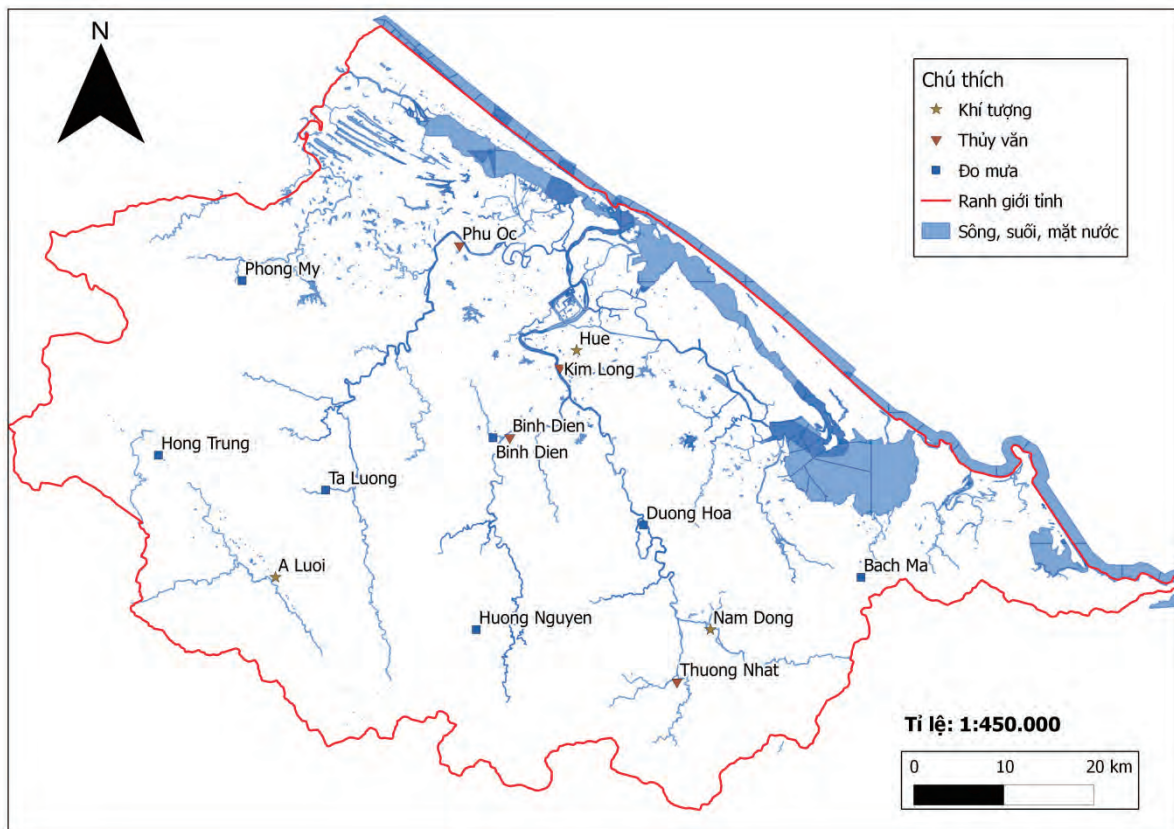 N
Chú thích
Khí tượng
Thủy văn
Đo mưa
Ranh giới tỉnh
Sông, suối, mặt nước
Phu Oc
Phong My
Hue
Kim Long
Binh Dien
Binh Dien
Hong Trung
Ta Luong
Duong Hoa
A Luoi
Bach Ma
Huong Nguyen
Nam Dong
Thuong Nhat
Tỉ lệ: 1:450.000
0 10 20 km